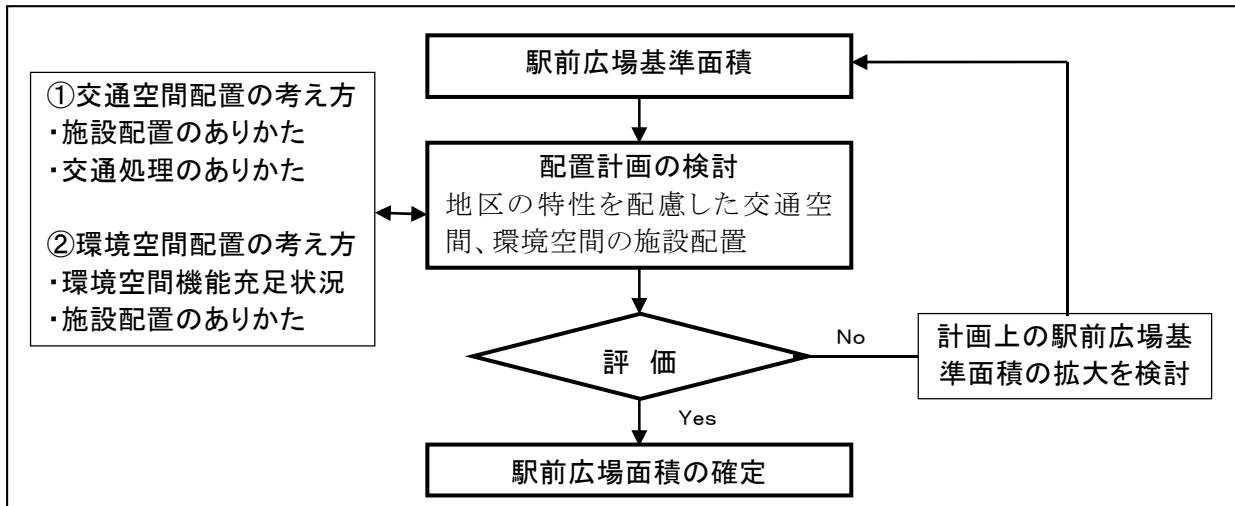 駅前広場基準面積
①交通空間配置の考え方
・施設配置のありかた
・交通処理のありかた
②環境空間配置の考え方
・環境空間機能充足状況
・施設配置のありかた
配置計画の検討
地区の特性を配慮した交通空
間、環境空間の施設配置
評 価
No
計画上の駅前広場基
準面積の拡大を検討
Yes
駅前広場面積の確定